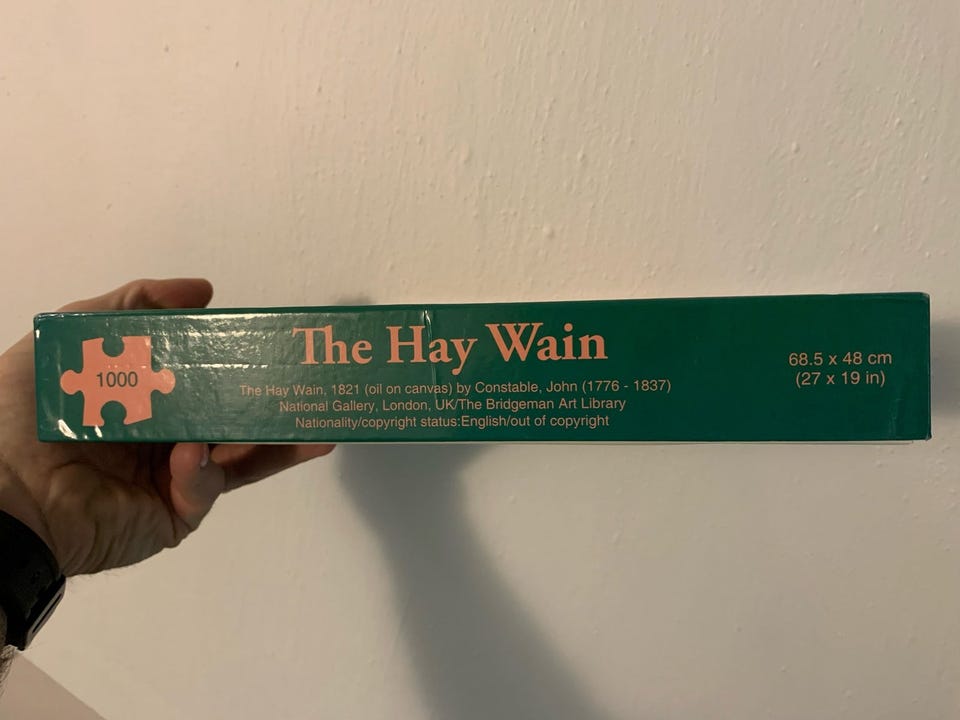 1000
The Hay Wain
The Hay Wain, 1821 (oil on canvas) by Constable, John (1776 - 1837)
National Gallery, London, UK/The Bridgeman Art Library
Nationality/copyright status:English/out of copyright
68.5 x 48 cm
(27 x 19 in)